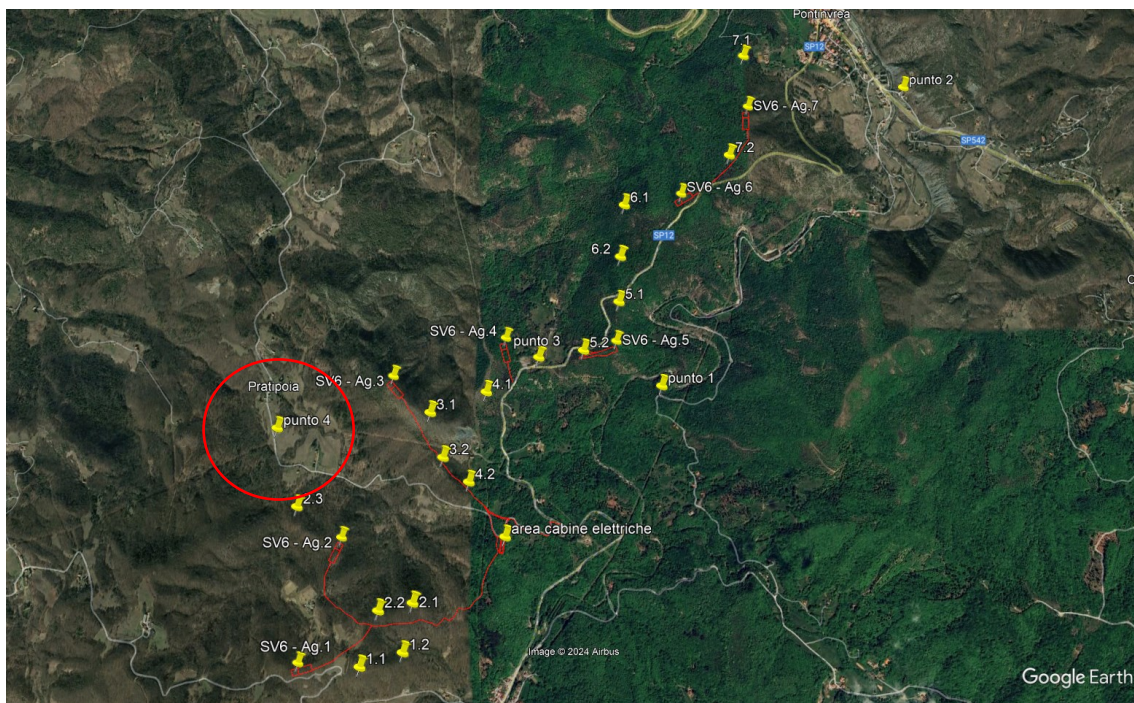 Pontinvrea
7.1
SP12
punto 2
SV6 - Ag.7
SP542
7.2
SV6 - Ag.6
6.1
SP12
6.2
5.1
SV6 - Ag.4
punto 3
5.2
SV6 - Ag.5
SV6 - Ag.3
Pratipoia
4.1
punto 1
3.1
punto 4
3.2
4.2
2.3
area cabine elettriche
SV6 - Ag.2
2.2
2.1
SV6 - Ag.1
1.2
1.1
Image © 2024 Airbus
Google Earth